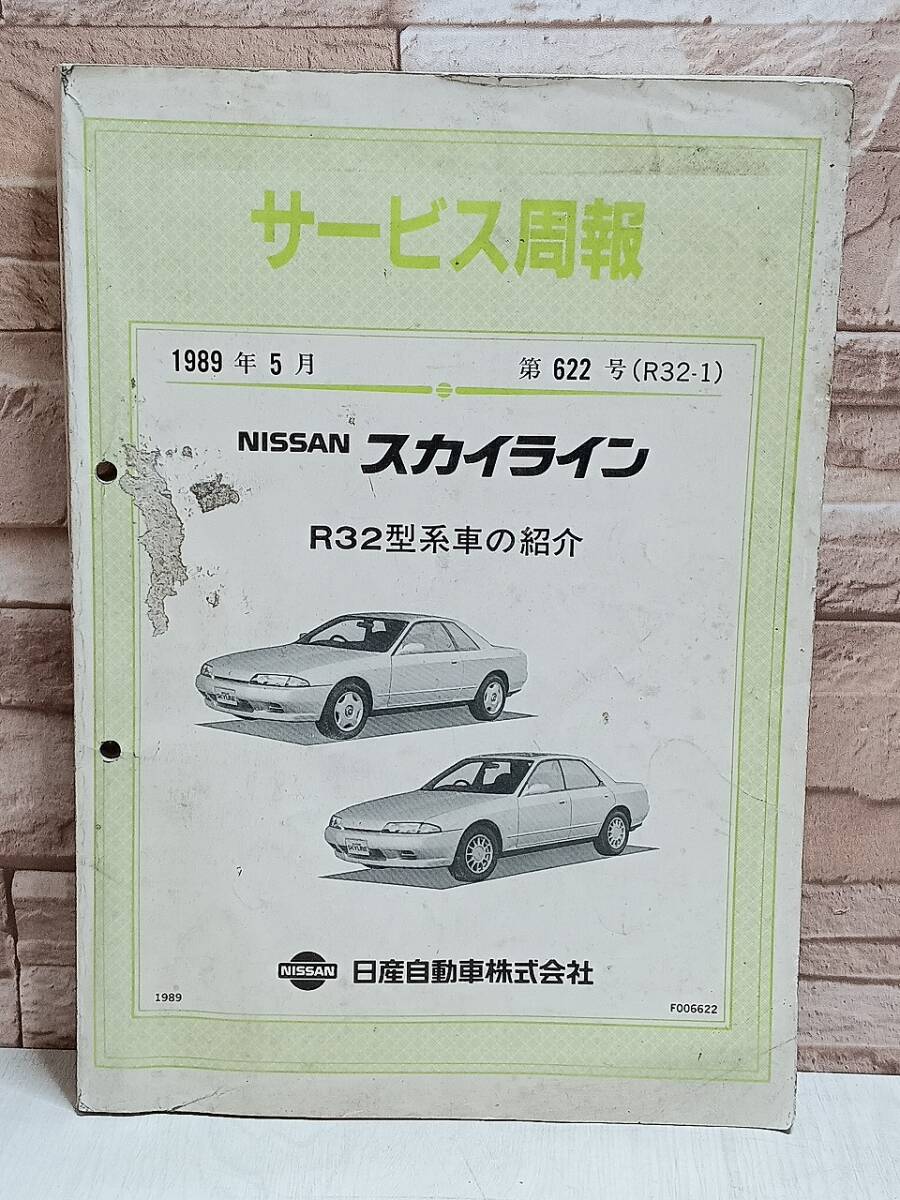 サービス周報
1989 年 5 月 第 622 号(R32-1)
NISSAN スカイライン
R32型系車の紹介
SKYLINE
SKYLINE
NISSAN 日産自動車株式会社
1989 F006622